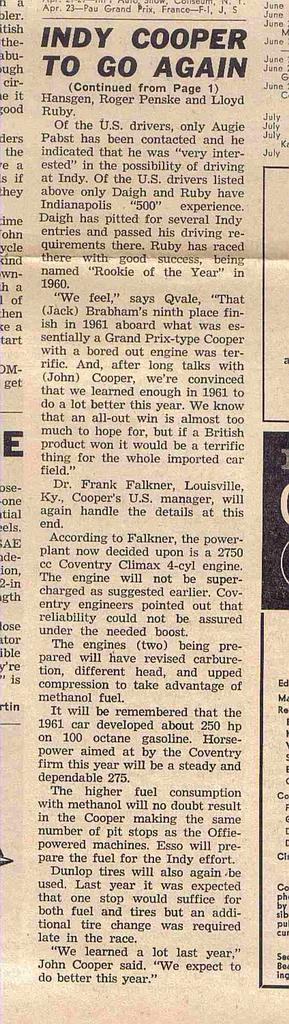 Apr. 23—Pau Grand Prix, France—F-I, J, S
INDY COOPER
TO GO AGAIN
(Continued from Page 1)
Hansgen, Roger Penske and Lloyd
Ruby.
Of the U.S. drivers, only Augie
Pabst has been contacted and he
indicated that he was "very inter-
ested" in the possibility of driving
at Indy. Of the U.S. drivers listed
above only Daigh and Ruby have
Indianapolis "500" experience.
Daigh has pitted for several Indy
entries and passed his driving re-
quirements there. Ruby has raced
there with good success, being
named "Rookie of the Year" in
1960.
"We feel," says Qvale, "That
(Jack) Brabham's ninth place fin-
ish in 1961 aboard what was es-
sentially a Grand Prix-type Cooper
with a bored out engine was ter-
rific. And, after long talks with
(John) Cooper, we're convinced
that we learned enough in 1961 to
do a lot better this year. We know
that an all-out win is almost too
much to hope for, but if a British
product won it would be a terrific
thing for the whole imported car
field."
Dr. Frank Falkner, Louisville,
Ky., Cooper's U.S. manager, will
again handle the details at this
end.
According to Falkner, the power-
plant now decided upon is a 2750
cc Coventry Climax 4-cyl engine.
The engine will not be super-
charged as suggested earlier. Cov-
entry engineers pointed out that
reliability could not be assured
under the needed boost.
The engines (two) being pre-
pared will have revised carbure-
tion, different head, and upped
compression to take advantage of
methanol fuel.
It will be remembered that the
1961 car developed about 250 hp
on 100 octane gasoline. Horse-
power aimed at by the Coventry
firm this year will be a steady and
dependable 275.
The higher fuel consumption
with methanol will no doubt result
in the Cooper making the same
number of pit stops as the Offie-
powered machines. Esso will pre-
pare the fuel for the Indy effort.
Dunlop tires will also again be
used. Last year it was expected
that one stop would suffice for
both fuel and tires but an addi-
tional tire change was required
late in the race.
"We learned a lot last year,"
John Cooper said. "We expect to
do better this year."
June
June
June
July
July
July
July